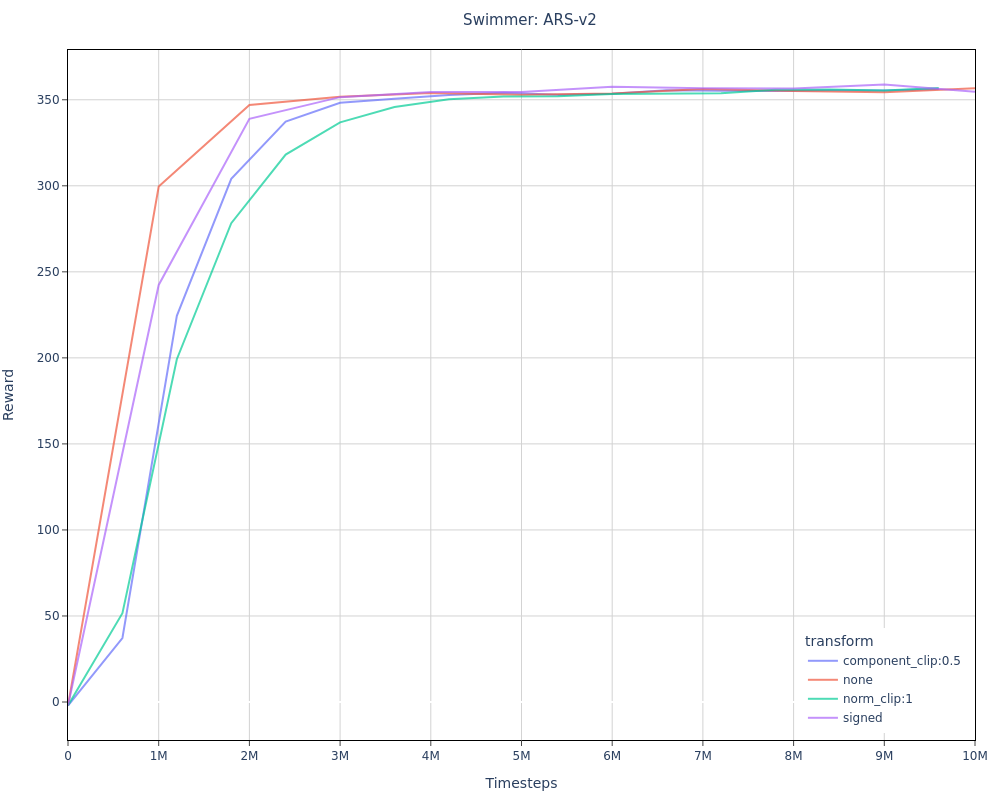 Swimmer: ARS-v2
Reward
350
300
250
200
150
100
50
0
0 1M 2M 3M 4M 5M 6M 7M 8M 9M 10M
Timesteps
transform
component_clip:0.5
none
norm_clip:1
signed